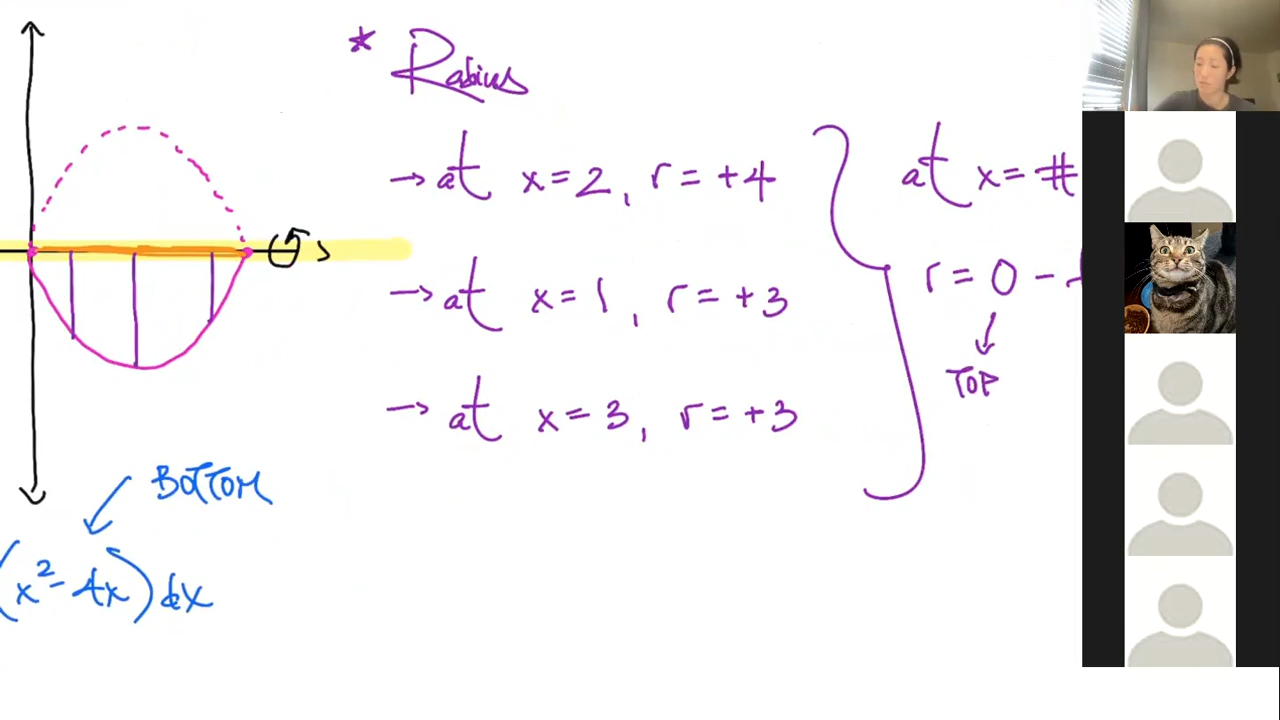 * Radius
→ at x = 2, r = +4
→ at x = 1, r = +3
→ at x = 3, r = +3
at x = #
r = 0 -
TOP
BOTTOM
(x² - 4x) dx